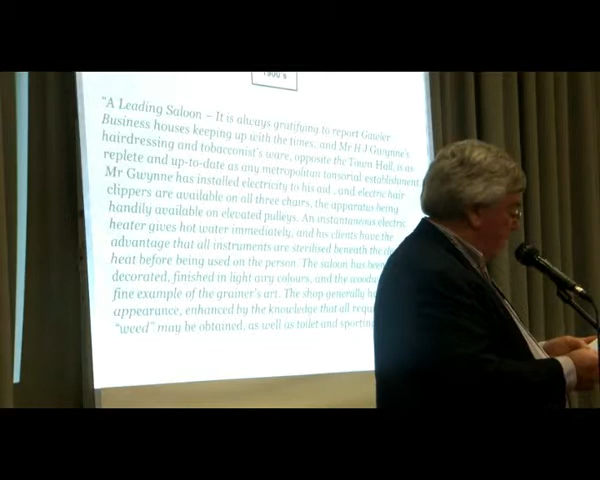 1900's
"A Leading Saloon – It is always gratifying to report Gawler
Business houses keeping up with the times, and Mr H J Gwynne's
hairdressing and tobacconist's ware, opposite the Town Hall, is as
replete and up-to-date as any metropolitan tonsorial establishment.
Mr Gwynne has installed electricity to his aid , and electric hair
clippers are available on all three chairs, the apparatus being
handily available on elevated pulleys. An instantaneous electric
heater gives hot water immediately, and his clients have the
advantage that all instruments are sterilised beneath the
heat before being used on the person. The saloon has been
decorated, finished in light airy colours, and the
fine example of the grainer's art. The shop generally
appearance, enhanced by the knowledge that all
"weed" may be obtained, as well as toilet and sporting